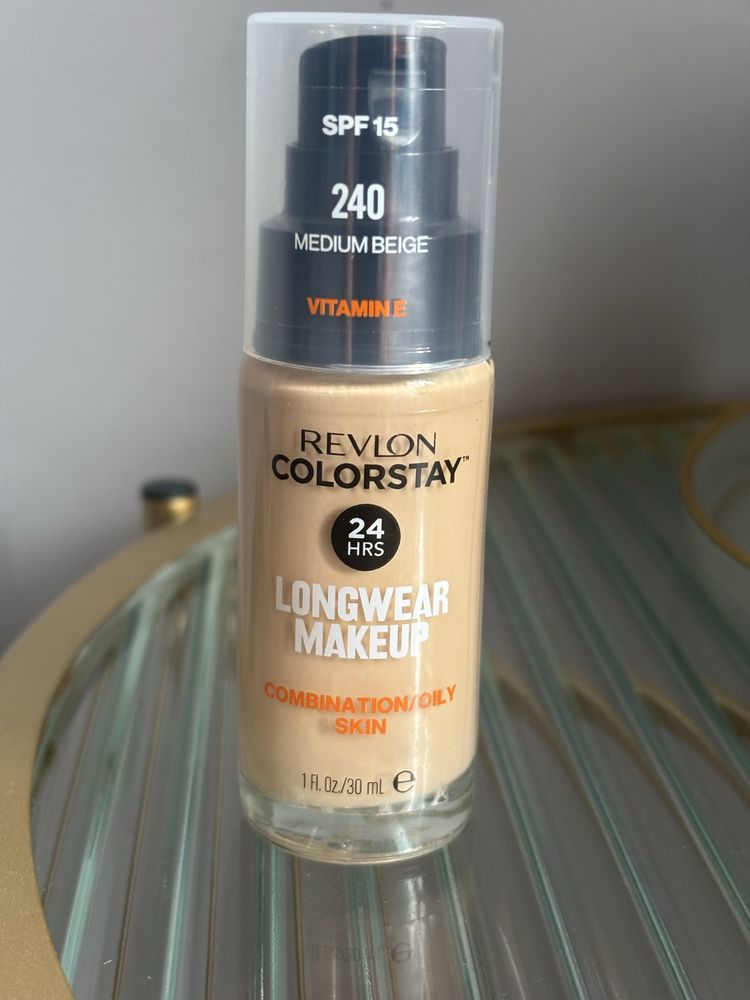 SPF 15
240
MEDIUM BEIGE
VITAMIN E
REVLON
COLORSTAY™
24
HRS
LONGWEAR
MAKEUP
COMBINATION/OILY
SKIN
1 Fl. Oz./30 mL ℮